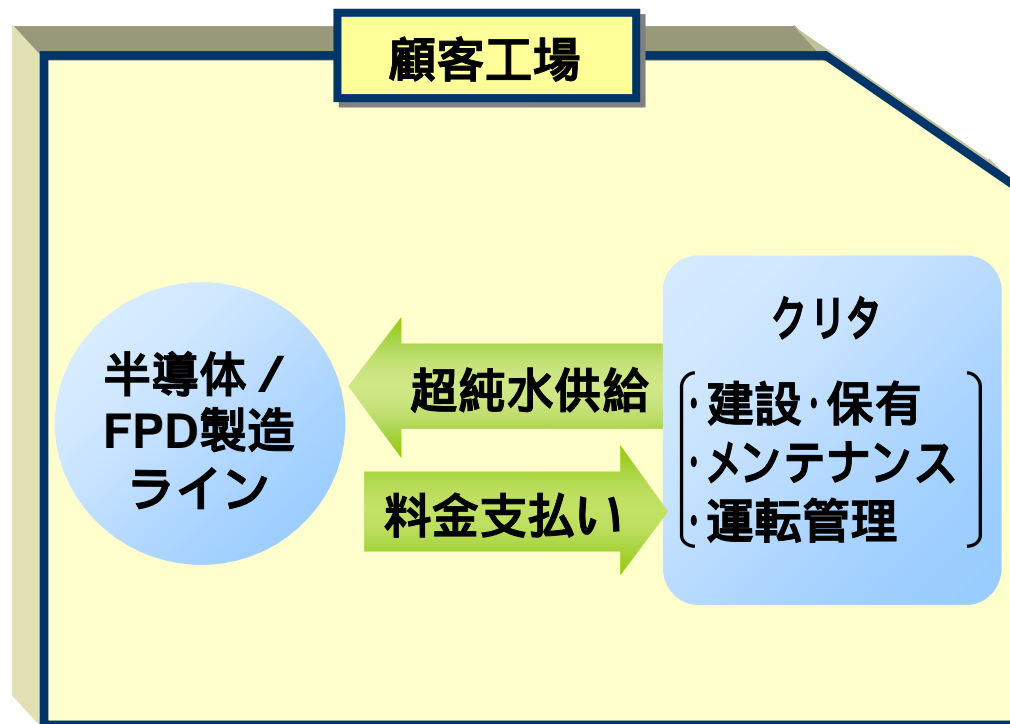 顧客工場
半導体/
FPD製造
ライン
超純水供給
料金支払い
クリタ
・建設・保有
・メンテナンス
・運転管理